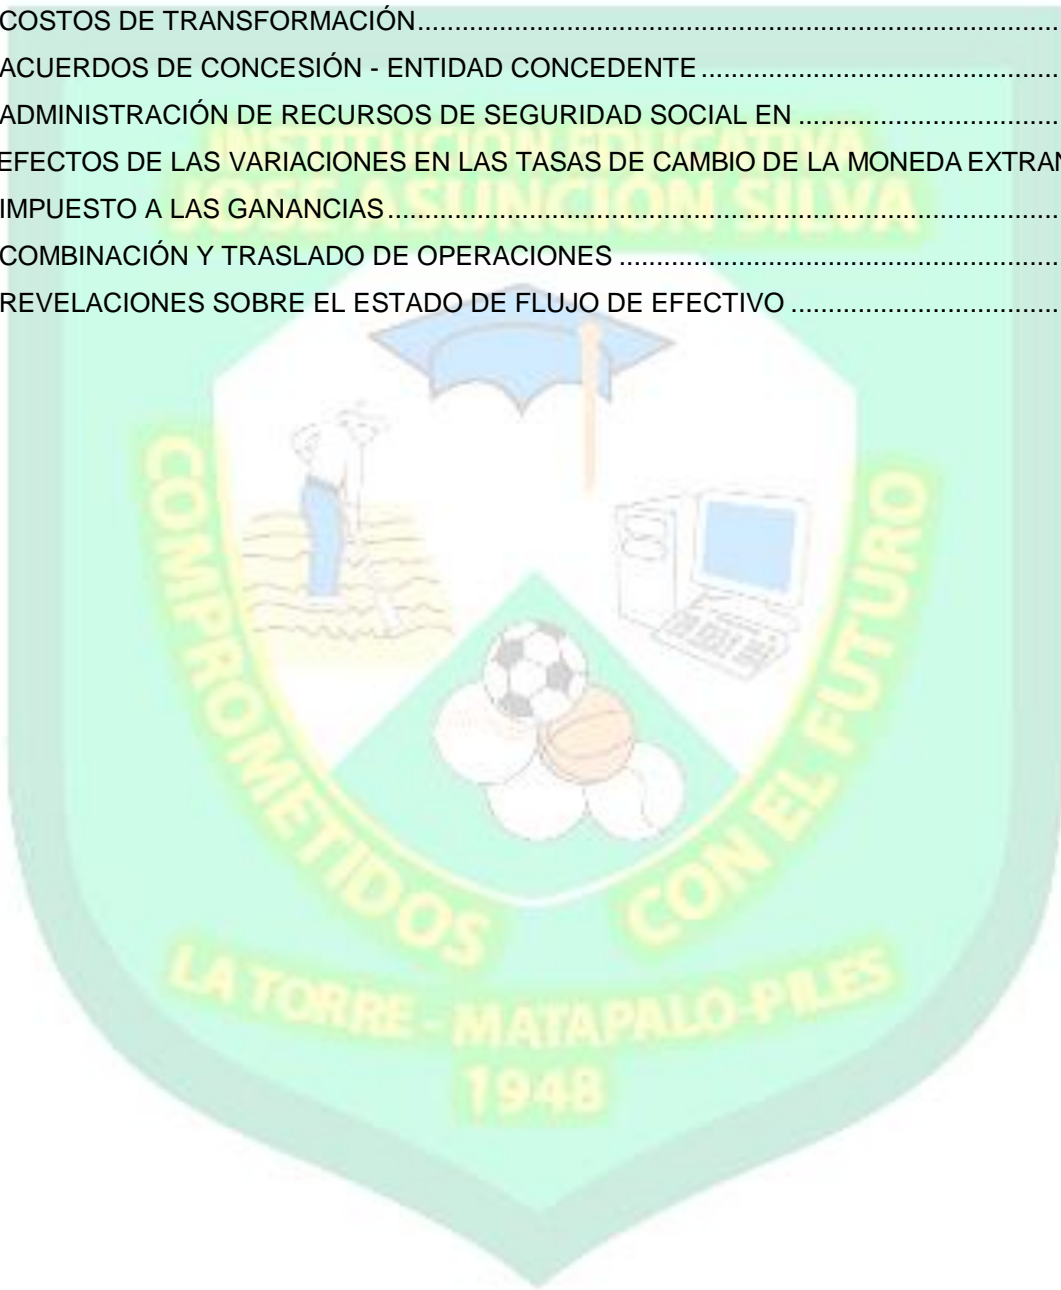 COSTOS DE TRANSFORMACIÓN
ACUERDOS DE CONCESIÓN - ENTIDAD CONCEDENTE
ADMINISTRACIÓN DE RECURSOS DE SEGURIDAD SOCIAL EN
EFECTOS DE LAS VARIACIONES EN LAS TASAS DE CAMBIO DE LA MONEDA EXTRAN
IMPUESTO A LAS GANANCIAS
COMBINACIÓN Y TRASLADO DE OPERACIONES
REVELACIONES SOBRE EL ESTADO DE FLUJO DE EFECTIVO
INSTITUCION EDUCATIVA
JOSE ASUNCION SILVA
COMPROMETIDOS CON EL FUTURO
LA TORRE - MATAPALO-PILES
1948